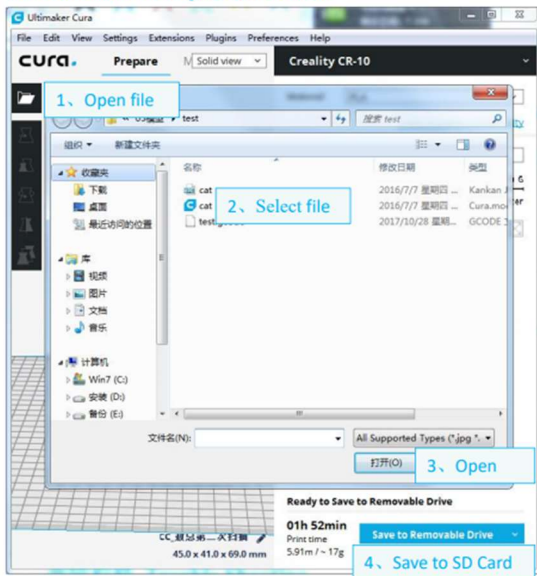 Ultimaker Cura
File Edit View Settings Extensions Plugins Preferences Help
cura. Prepare Solid view Creality CR-10
1、Open file
test
搜索 test
组织 新建文件夹
收藏夹
下载
桌面
最近访问的位置
库
视频
图片
文档
音乐
计算机
Win7 (C:)
安装 (D:)
备份 (E:)
名称 修改日期 类型
cat 2016/7/7 星期四 ... Kankan J
cat 2016/7/7 星期四 ... Cura.mo
test 2017/10/28 星期... GCODE
2、Select file
文件名(N): All Supported Types (*.jpg *.
打开(O)
3、Open
Ready to Save to Removable Drive
01h 52min
Print time
5.91m / ~ 17g
Save to Removable Drive
45.0 x 41.0 x 69.0 mm
4、Save to SD Card